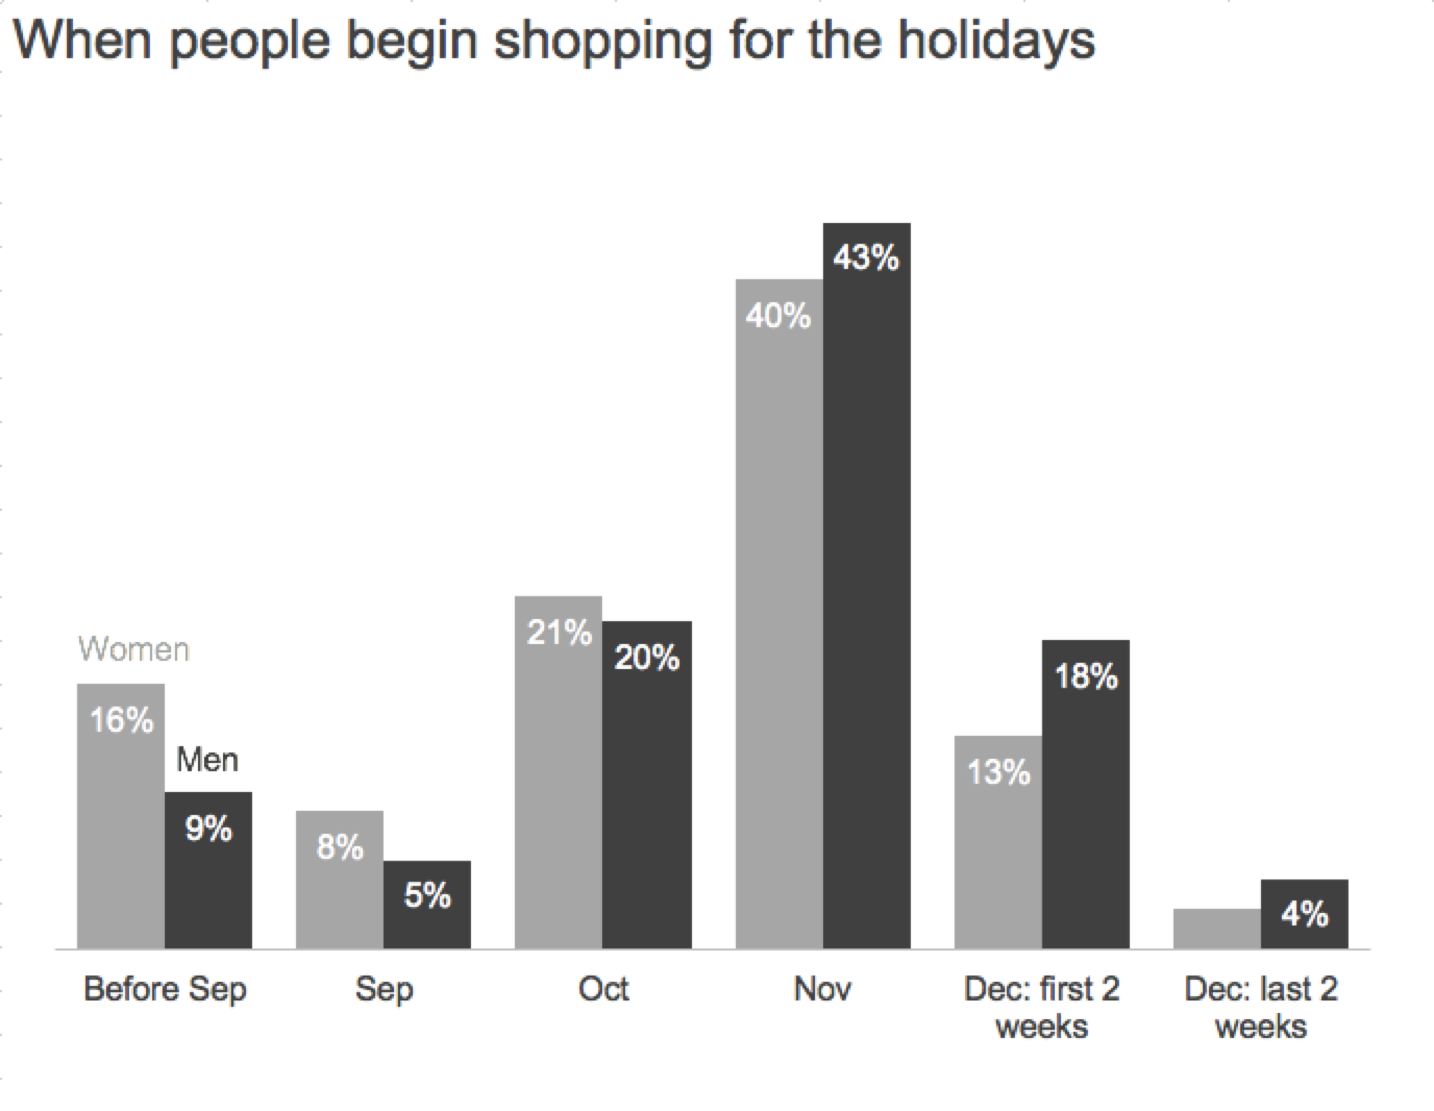 When people begin shopping for the holidays
43%
40%
Women
21%
20%
16%
18%
Men
13%
9%
8%
5%
4%
Before Sep
Sep
Oct
Nov
Dec: first 2
weeks
Dec: last 2
weeks